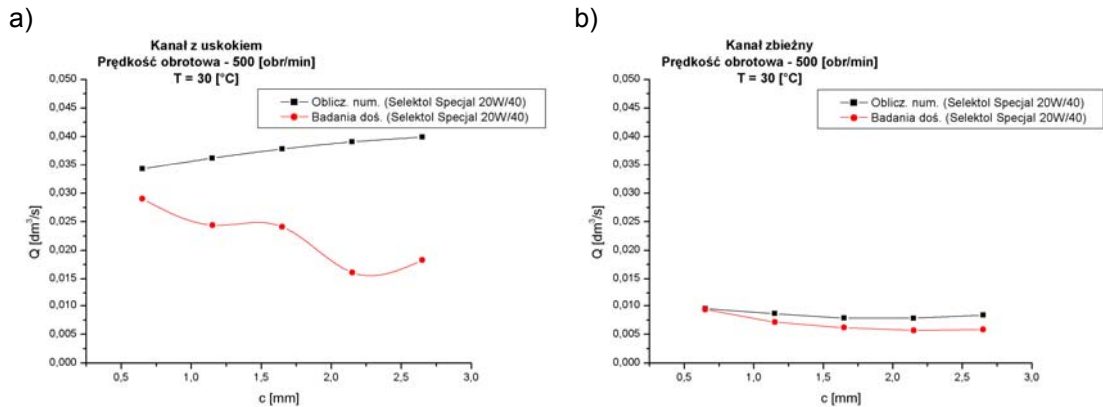 a)
Kanał z uskokiem
Prędkość obrotowa - 500 [obr/min]
T = 30 [°C]
Oblicz. num. (Selektol Specjal 20W/40)
Badania doś. (Selektol Specjal 20W/40)
0,050
0,045
0,040
0,035
0,030
0,025
0,020
0,015
0,010
0,005
0,000
Q [dm³/s]
0,5 1,0 1,5 2,0 2,5 3,0
c [mm]
b)
Kanał zbieżny
Prędkość obrotowa - 500 [obr/min]
T = 30 [°C]
Oblicz. num. (Selektol Specjal 20W/40)
Badania doś. (Selektol Specjal 20W/40)
0,050
0,045
0,040
0,035
0,030
0,025
0,020
0,015
0,010
0,005
0,000
Q [dm³/s]
0,5 1,0 1,5 2,0 2,5 3,0
c [mm]